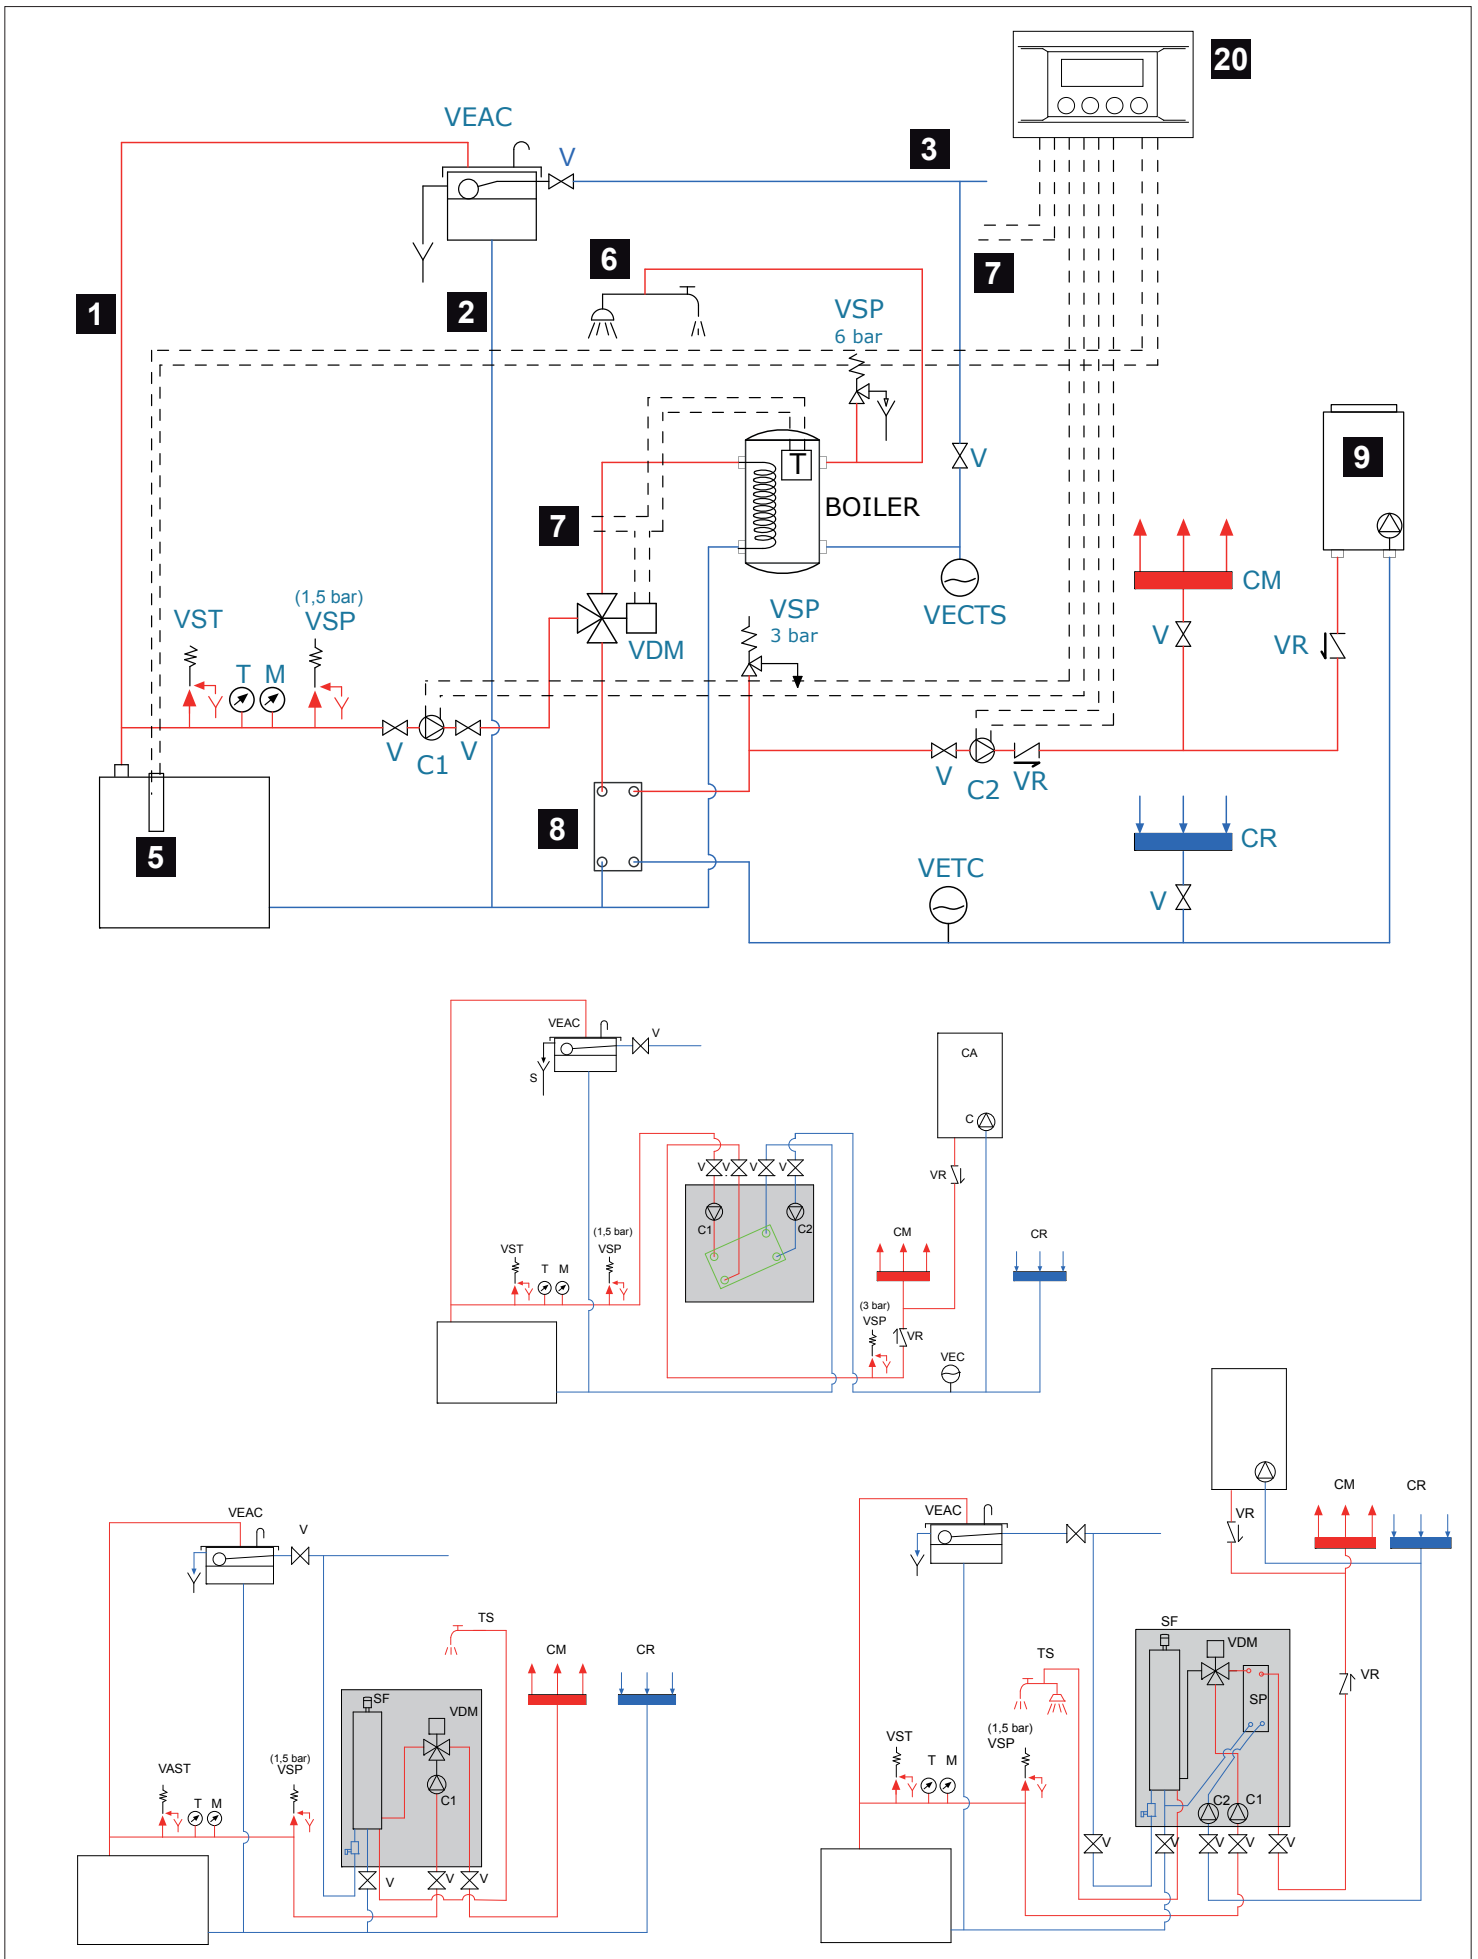 20
VEAC
V
3
6
7
1
2
VSP
6 bar
9
V
T
BOILER
7
(1,5 bar)
VSP
3 bar
VECTS
CM
VST
VSP
VDM
V
VR
T M
V
C1
V
V
C2
VR
8
CR
5
VETC
V
VEAC
V
CA
S
C
V
V
V
V
VR
C1
C2
(1,5 bar)
VSP
VST
T
M
CM
CR
(3 bar)
VSP
VR
VEC
VEAC
V
TS
CM
CR
SF
VDM
C1
(1,5 bar)
VSP
VAST
T
M
V
V
V
VEAC
VR
CM
CR
SF
VDM
TS
SP
VR
(1,5 bar)
VSP
VST
T
M
C2
C1
V
V
V
V
V